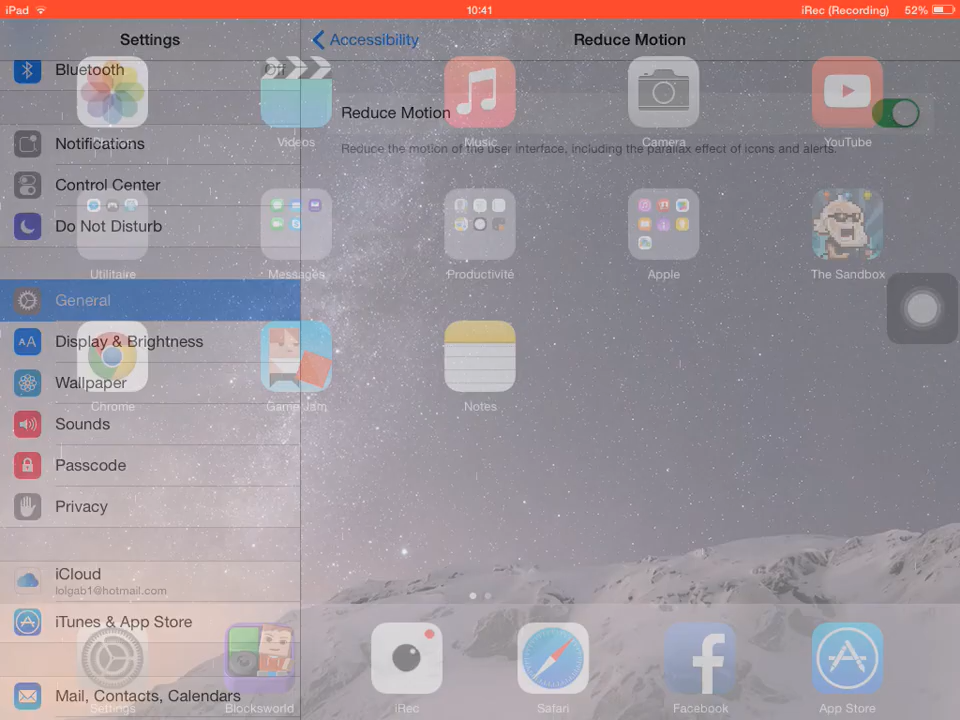 iPad 10:41 iRec (Recording) 52%
Settings Accessibility Reduce Motion
Bluetooth Off
Reduce Motion
Videos Music Camera YouTube
Notifications Reduce the motion of the user interface, including the parallax effect of icons and alerts.
Control Center
Do Not Disturb
Utilitaire Messages Productivité Apple The Sandbox
General
Display & Brightness
AA
Wallpaper
Chrome Game Jam Notes
Sounds
Passcode
Privacy
iCloud
lolgab1@hotmail.com
iTunes & App Store
Mail, Contacts, Calendars
Settings Blocksworld iRec Safari Facebook App Store